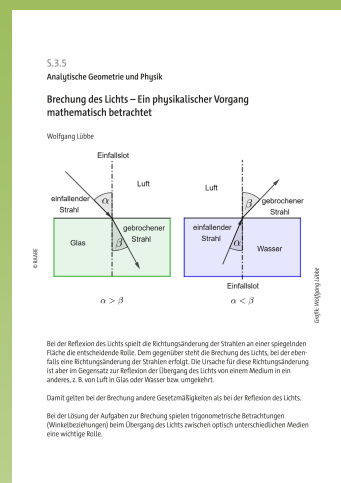 S.3.5
Analytische Geometrie und Physik
Brechung des Lichts – Ein physikalischer Vorgang
mathematisch betrachtet
Wolfgang Lübbe
Einfallslot
Luft
α
einfallender
Strahl
gebrochener
Strahl
Glas
β
α > β
Luft
β
gebrochener
Strahl
einfallender
Strahl
α
Wasser
Einfallslot
α < β
© RAABE
Grafik: Wolfgang Lübbe
Bei der Reflexion des Lichts spielt die Richtungsänderung der Strahlen an einer spiegelnden
Fläche die entscheidende Rolle. Dem gegenüber steht die Brechung des Lichts, bei der eben-
falls eine Richtungsänderung der Strahlen erfolgt. Die Ursache für diese Richtungsänderung
ist aber im Gegensatz zur Reflexion der Übergang des Lichts von einem Medium in ein
anderes, z. B. von Luft in Glas oder Wasser bzw. umgekehrt.
Damit gelten bei der Brechung andere Gesetzmäßigkeiten als bei der Reflexion des Lichts.
Bei der Lösung der Aufgaben zur Brechung spielen trigonometrische Betrachtungen
(Winkelbeziehungen) beim Übergang des Lichts zwischen optisch unterschiedlichen Medien
eine wichtige Rolle.